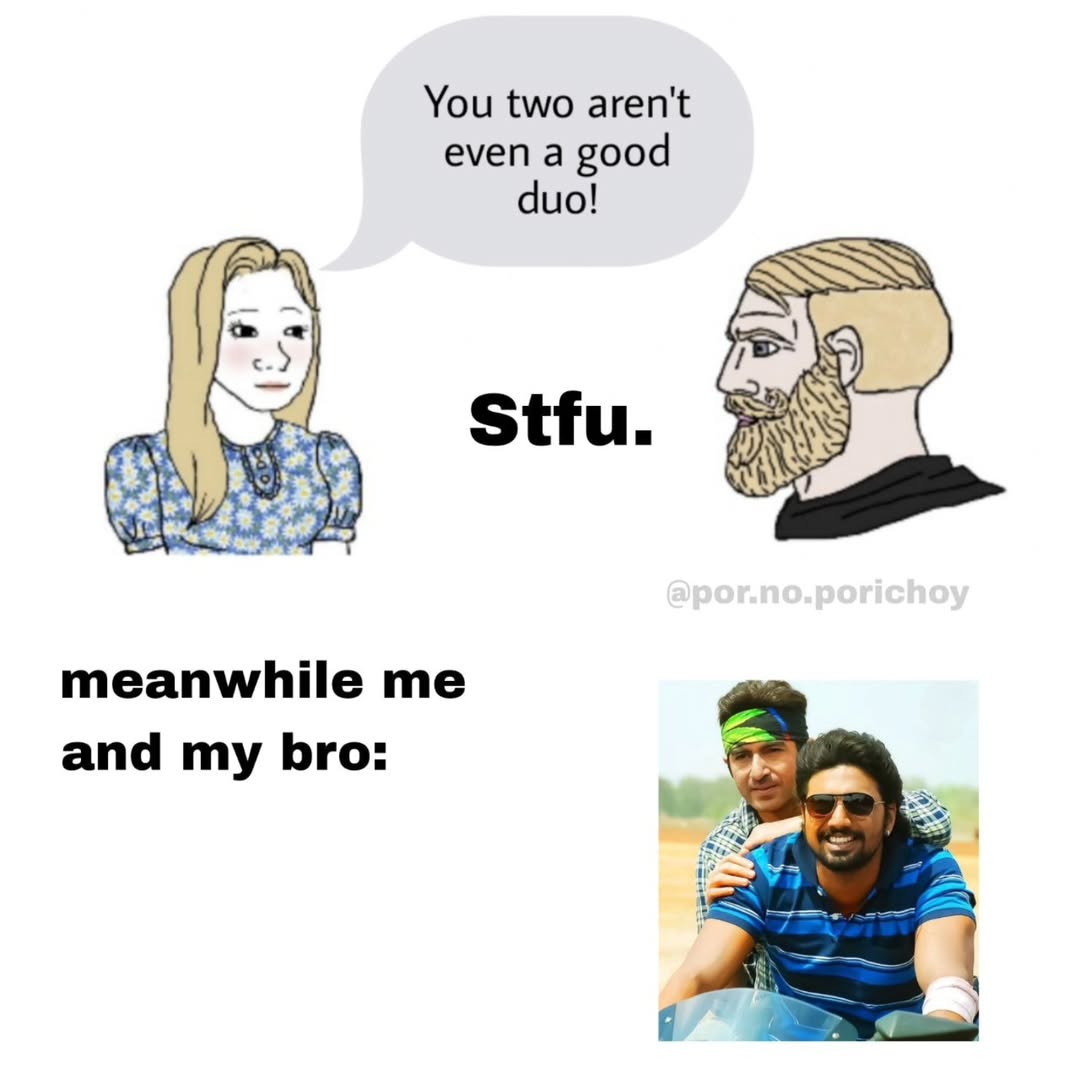 You two aren't
even a good
duo!
Stfu.
@por.no.porichoy
meanwhile me
and my bro: